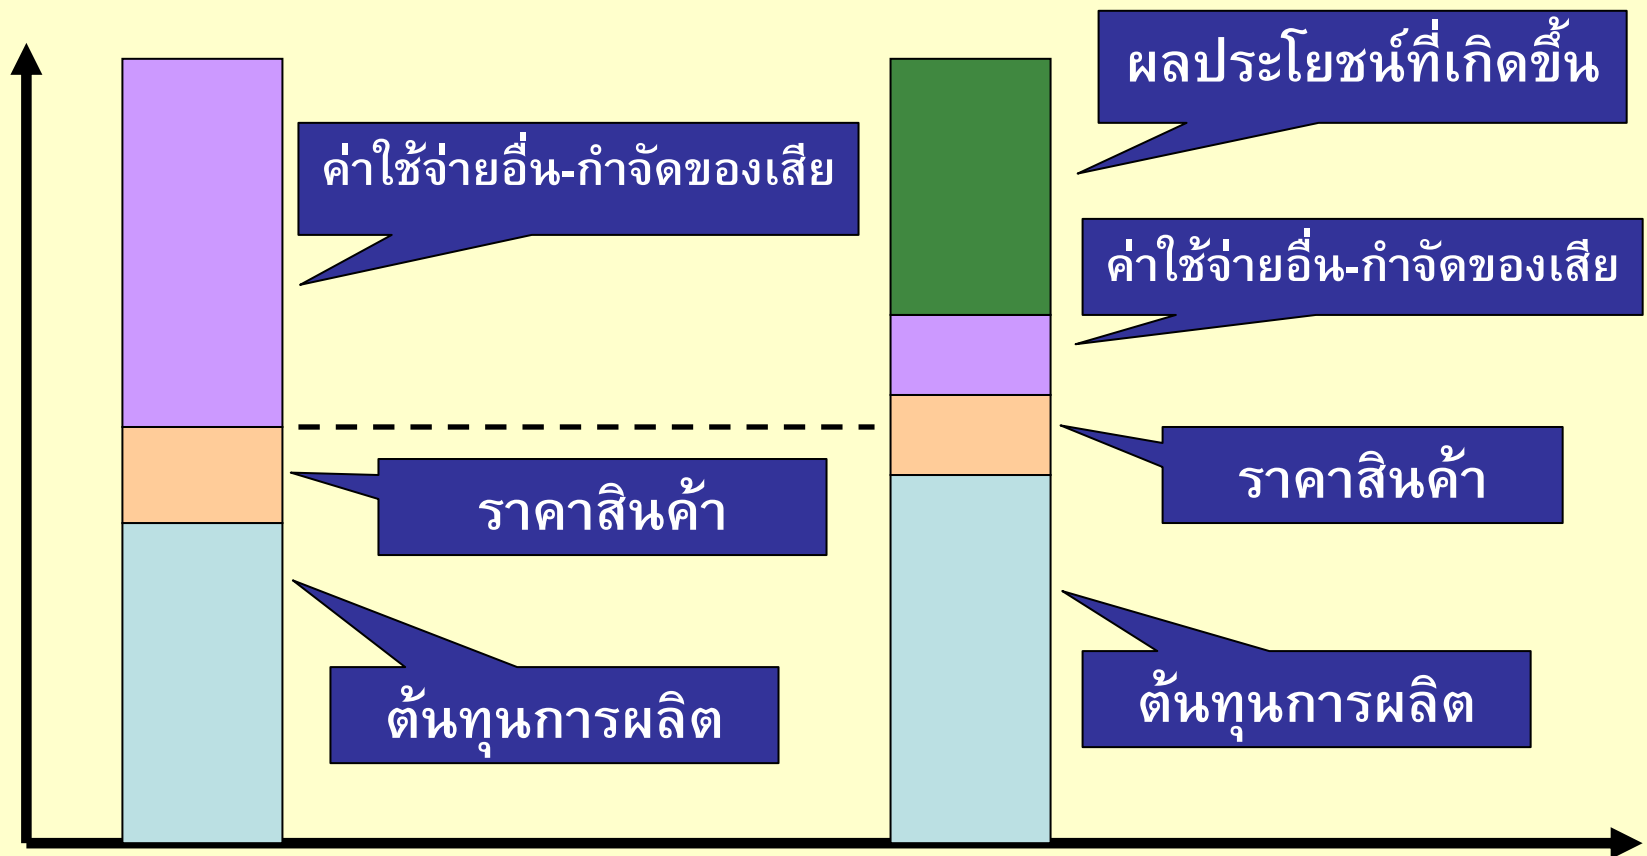 ผลประโยชน์ที่เกิดขึ้น
ค่าใช้จ่ายอื่น-กำจัดของเสีย
ค่าใช้จ่ายอื่น-กำจัดของเสีย
ราคาสินค้า
ราคาสินค้า
ต้นทุนการผลิต
ต้นทุนการผลิต